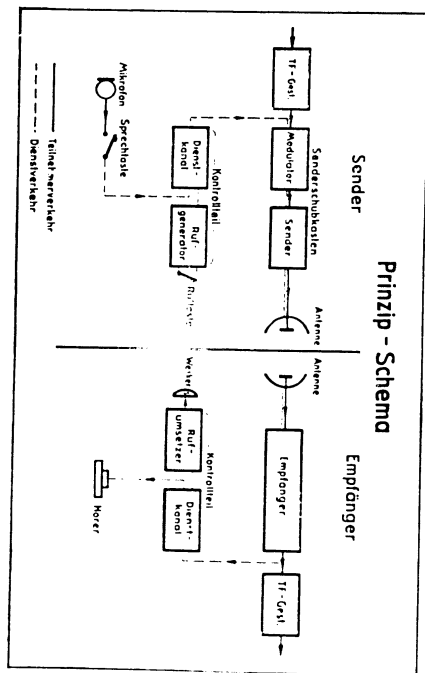 Prinzip - Schema
Sender
Empfänger
TF-Gest.
Modulator
Sender
Senderschubkasten
Antenne
Antenne
Empfänger
TF-Gest.
Kontrollteil
Dienst-
kanal
Ruf-
generator
Ruftaste
Wecker
Ruf-
umsetzer
Kontrollteil
Dienst-
kanal
Mikrofon
Sprechtaste
Hörer
Teilnehmerverkehr
Dienstverkehr